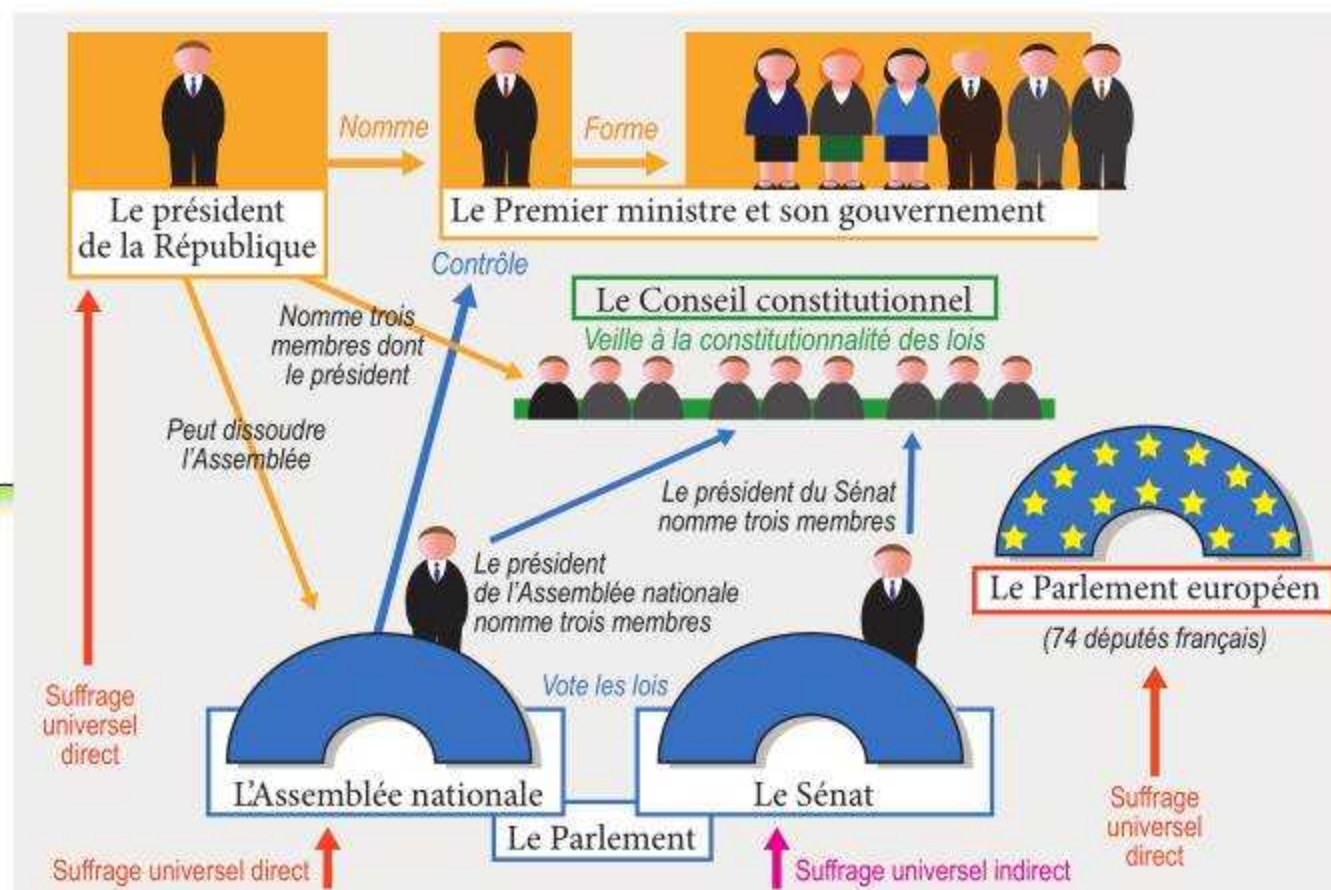 Nomme
Forme
Le président
de la République
Le Premier ministre et son gouvernement
Contrôle
Le Conseil constitutionnel
Veille à la constitutionnalité des lois
Nomme trois
membres dont
le président
Peut dissoudre
l'Assemblée
Le président du Sénat
nomme trois membres
Le président
de l'Assemblée nationale
nomme trois membres
Le Parlement européen
(74 députés français)
Suffrage
universel
direct
Vote les lois
L'Assemblée nationale
Le Sénat
Le Parlement
Suffrage universel direct
Suffrage universel indirect
Suffrage
universel
direct